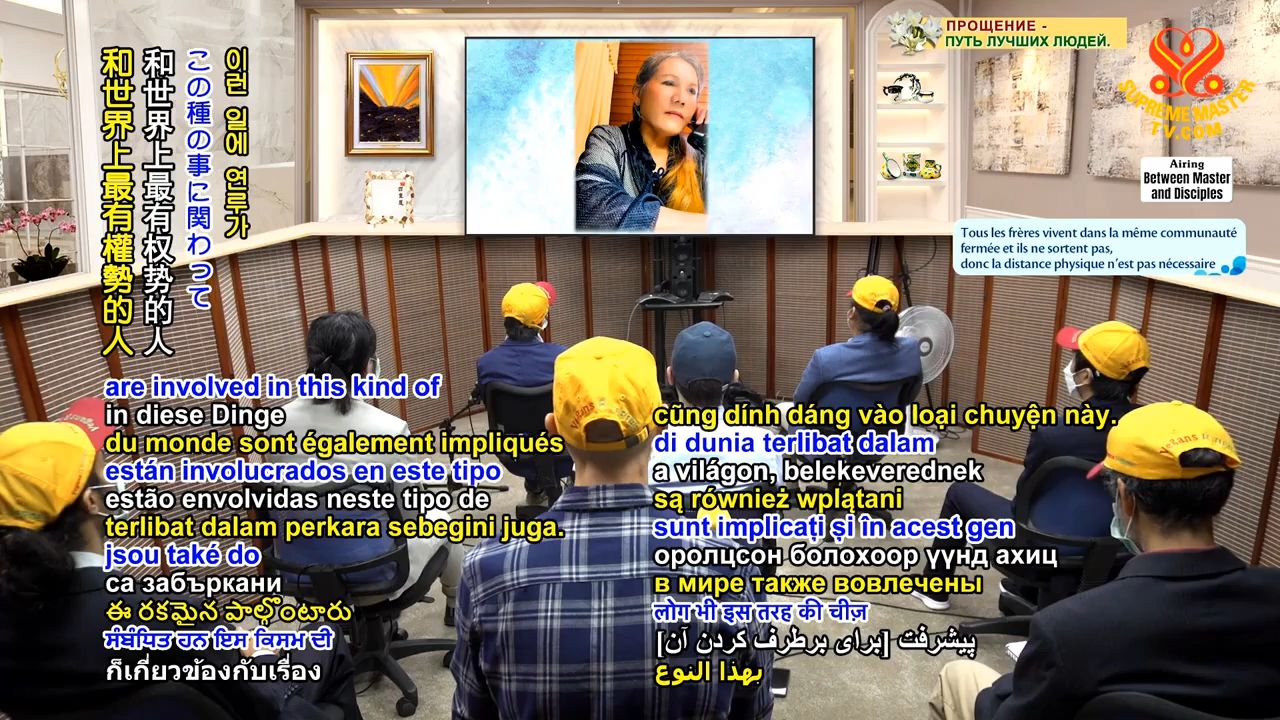 ПРОЩЕНИЕ -
ПУТЬ ЛУЧШИХ ЛЮДЕЙ.
SUPREME MASTER
TV.COM
Airing
Between Master
and Disciples
Tous les frères vivent dans la même communauté
fermée et ils ne sortent pas,
donc la distance physique n'est pas nécessaire
이런 일에 연루가
この種の事に関わって
和世界上最有权势的人
和世界上最有權勢的人
are involved in this kind of
in diese Dinge
du monde sont également impliqués
están involucrados en este tipo
estão envolvidas neste tipo de
terlibat dalam perkara sebegini juga.
jsou také do
са забъркани
ఈ రకమైన పాల్గొంటారు
ਸੰਬੰਧਿਤ ਹਨ ਇਸ ਕਿਸਮ ਦੀ
ก็เกี่ยวข้องกับเรื่อง
cũng dính dáng vào loại chuyện này.
di dunia terlibat dalam
a világon, belekeverednek
są również wplątani
sunt implicați și în acest gen
оролцсон болохоор үүнд ахиц
в мире также вовлечены
लोग भी इस तरह की चीज़
پیشرفت [برای برطرف کردن آن]
بهذا النوع